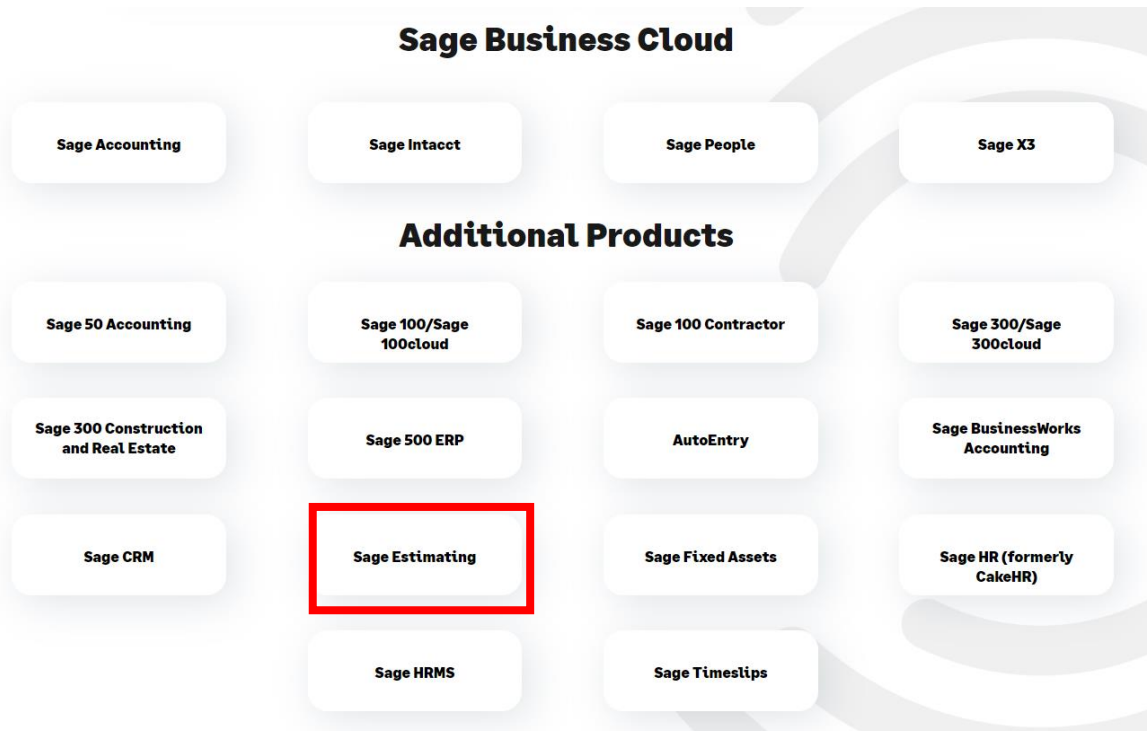 Sage Business Cloud
Sage Accounting
Sage Intacct
Sage People
Sage X3
Additional Products
Sage 50 Accounting
Sage 100/Sage
100cloud
Sage 100 Contractor
Sage 300/Sage
300cloud
Sage 300 Construction
and Real Estate
Sage 500 ERP
AutoEntry
Sage BusinessWorks
Accounting
Sage CRM
Sage Estimating
Sage Fixed Assets
Sage HR (formerly
CakeHR)
Sage HRMS
Sage Timeslips